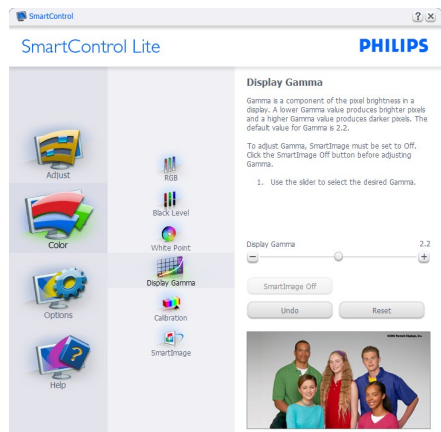 SmartControl
? ×
SmartControl Lite
PHILIPS
Adjust
Color
Options
Help
RGB
Black Level
White Point
Display Gamma
Calibration
SmartImage
Display Gamma
Gamma is a component of the pixel brightness in a
display. A lower Gamma value produces brighter pixels
and a higher Gamma value produces darker pixels. The
default value for Gamma is 2.2.
To adjust Gamma, SmartImage must be set to Off.
Click the SmartImage Off button before adjusting
Gamma.
1. Use the slider to select the desired Gamma.
Display Gamma 2.2
− +
SmartImage Off
Undo Reset